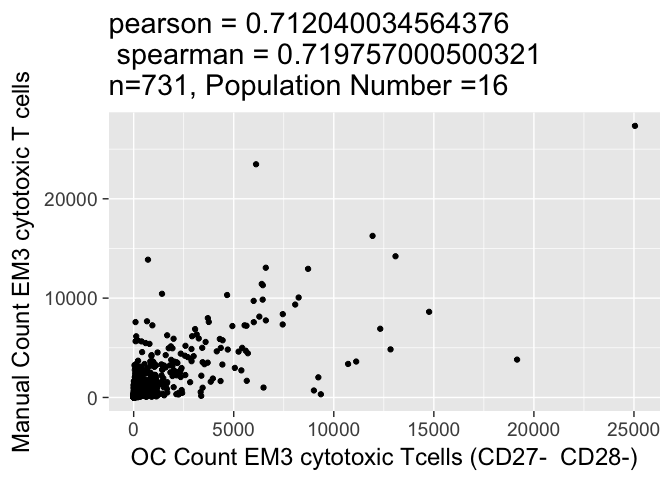 pearson = 0.712040034564376
spearman = 0.719757000500321
n=731, Population Number =16
Manual Count EM3 cytotoxic T cells
20000
10000
0
0 5000 10000 15000 20000 25000
OC Count EM3 cytotoxic Tcells (CD27-  CD28-)